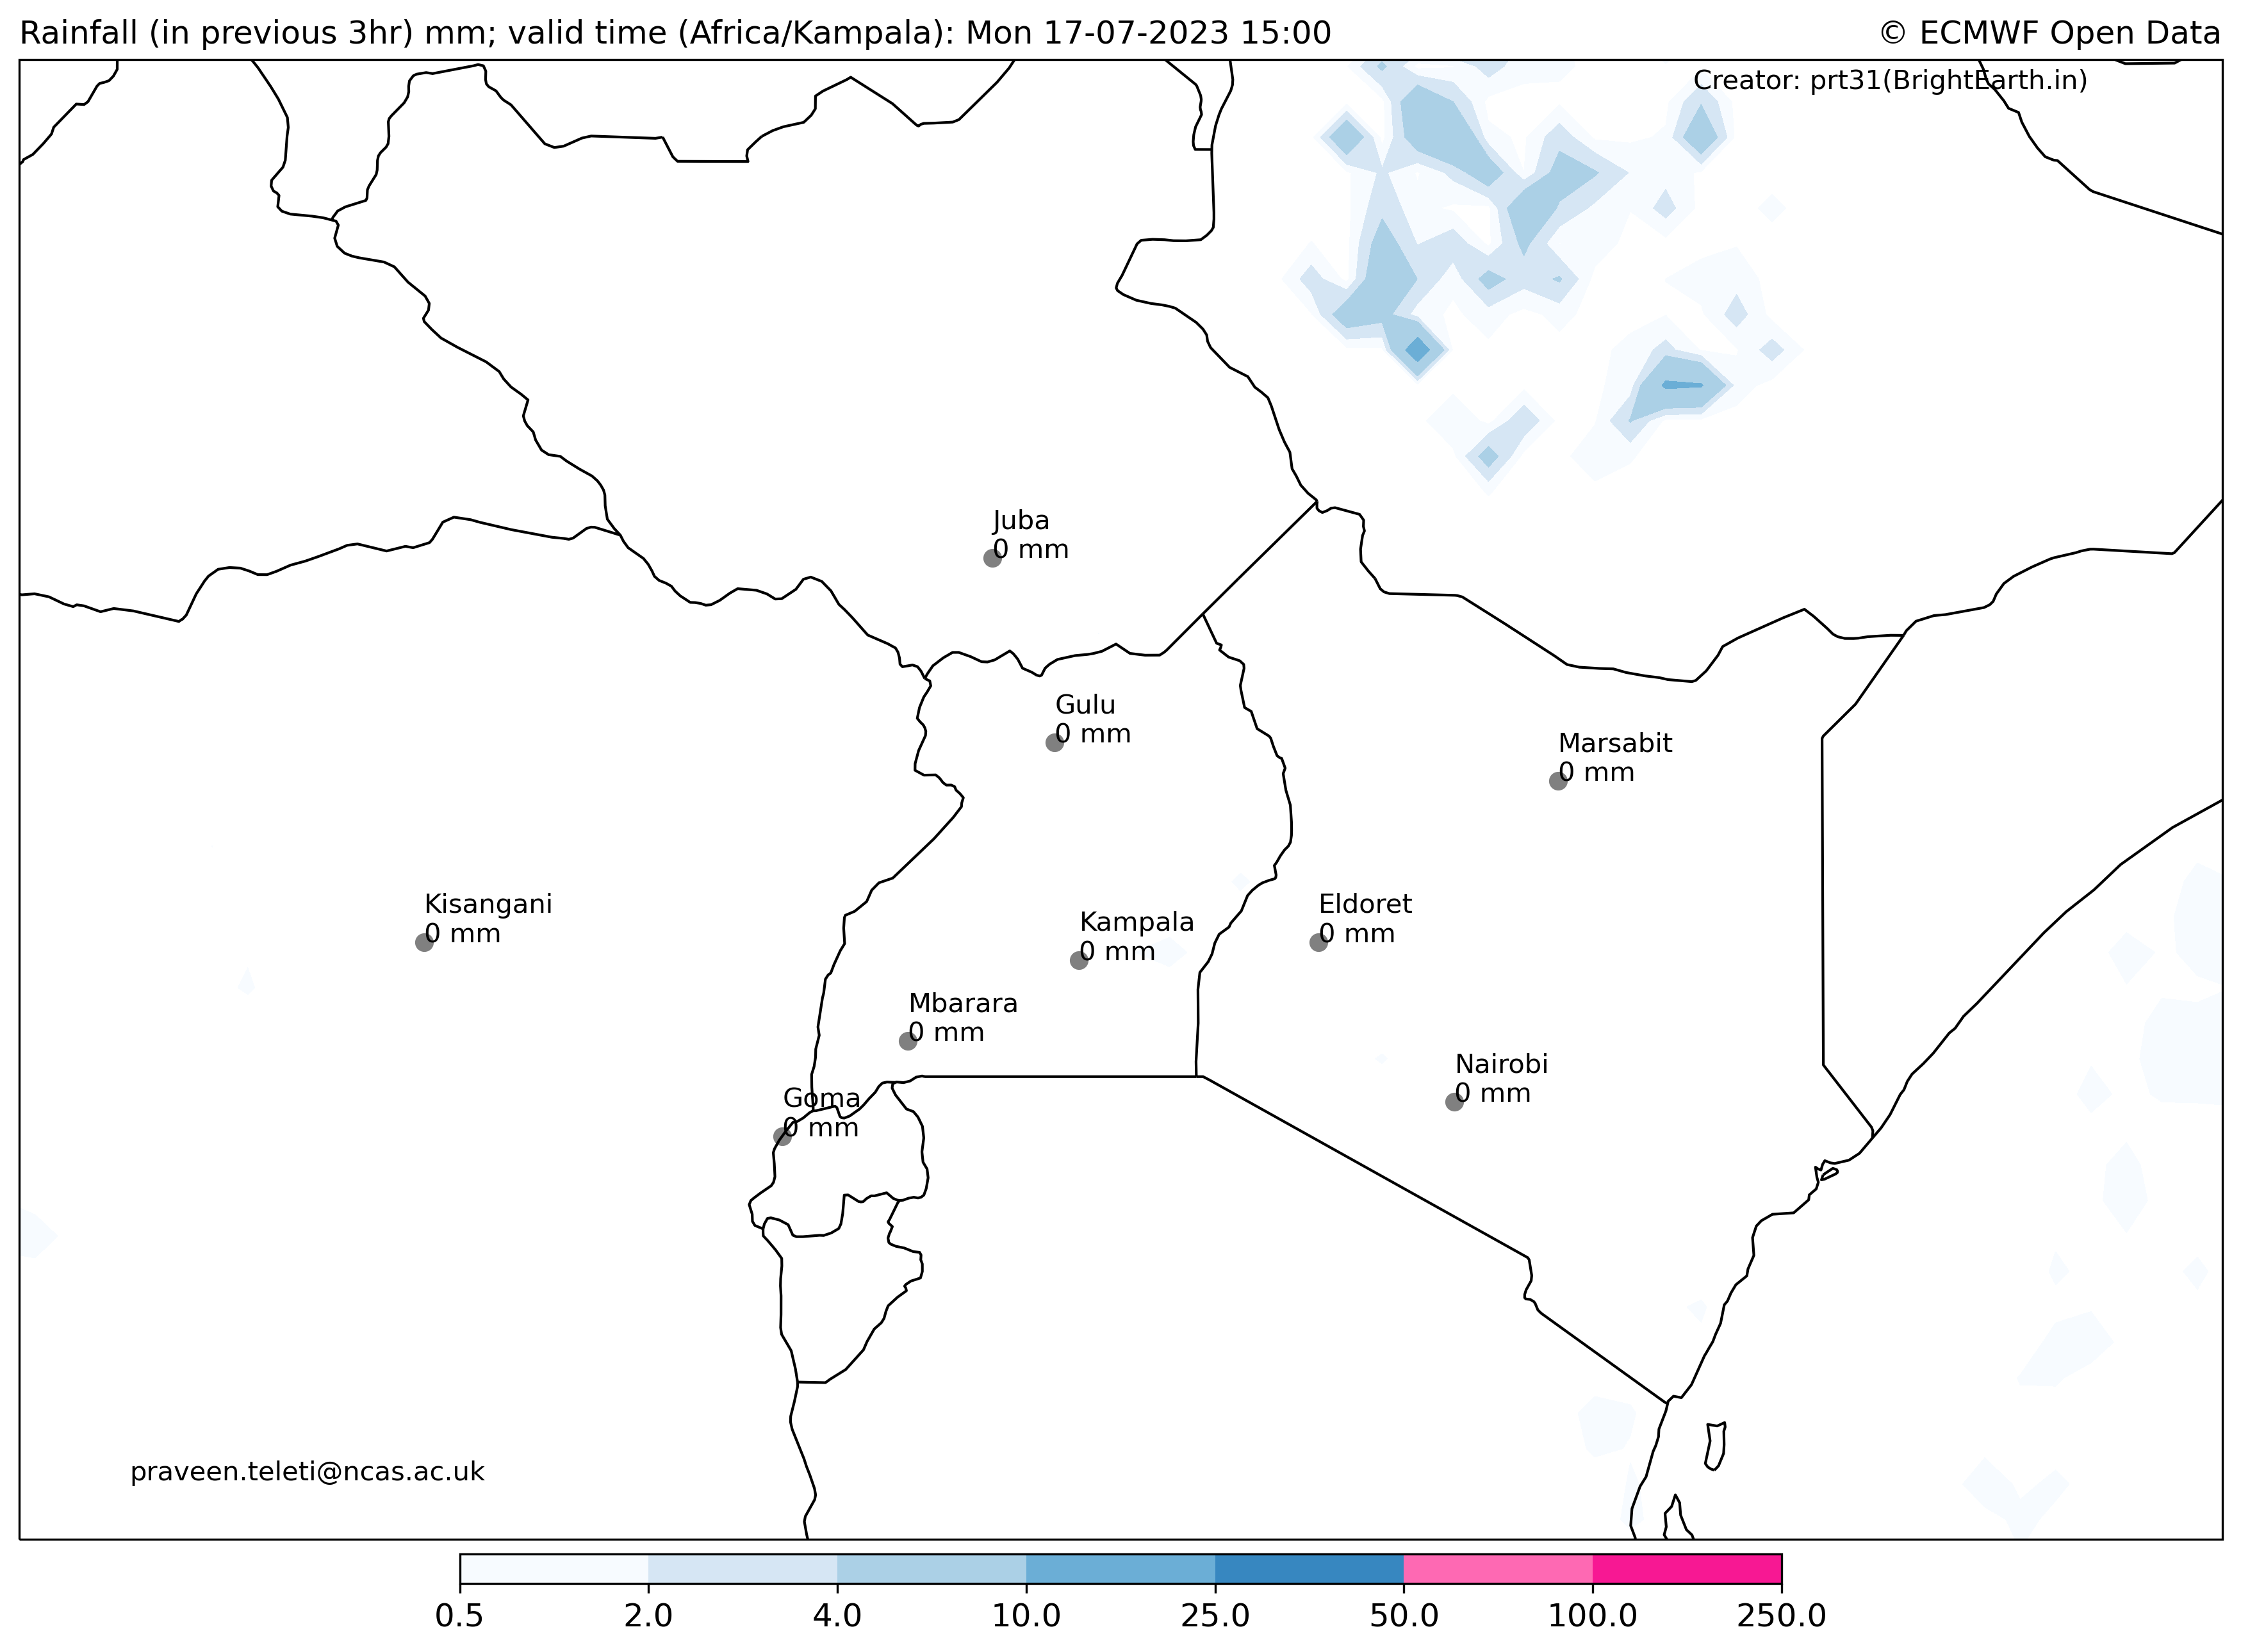 Rainfall (in previous 3hr) mm; valid time (Africa/Kampala): Mon 17-07-2023 15:00
© ECMWF Open Data
Creator: prt31(BrightEarth.in)
Juba
0 mm
Gulu
0 mm
Marsabit
0 mm
Kisangani
0 mm
Kampala
0 mm
Eldoret
0 mm
Mbarara
0 mm
Nairobi
0 mm
Goma
0 mm
praveen.teleti@ncas.ac.uk
0.5 2.0 4.0 10.0 25.0 50.0 100.0 250.0